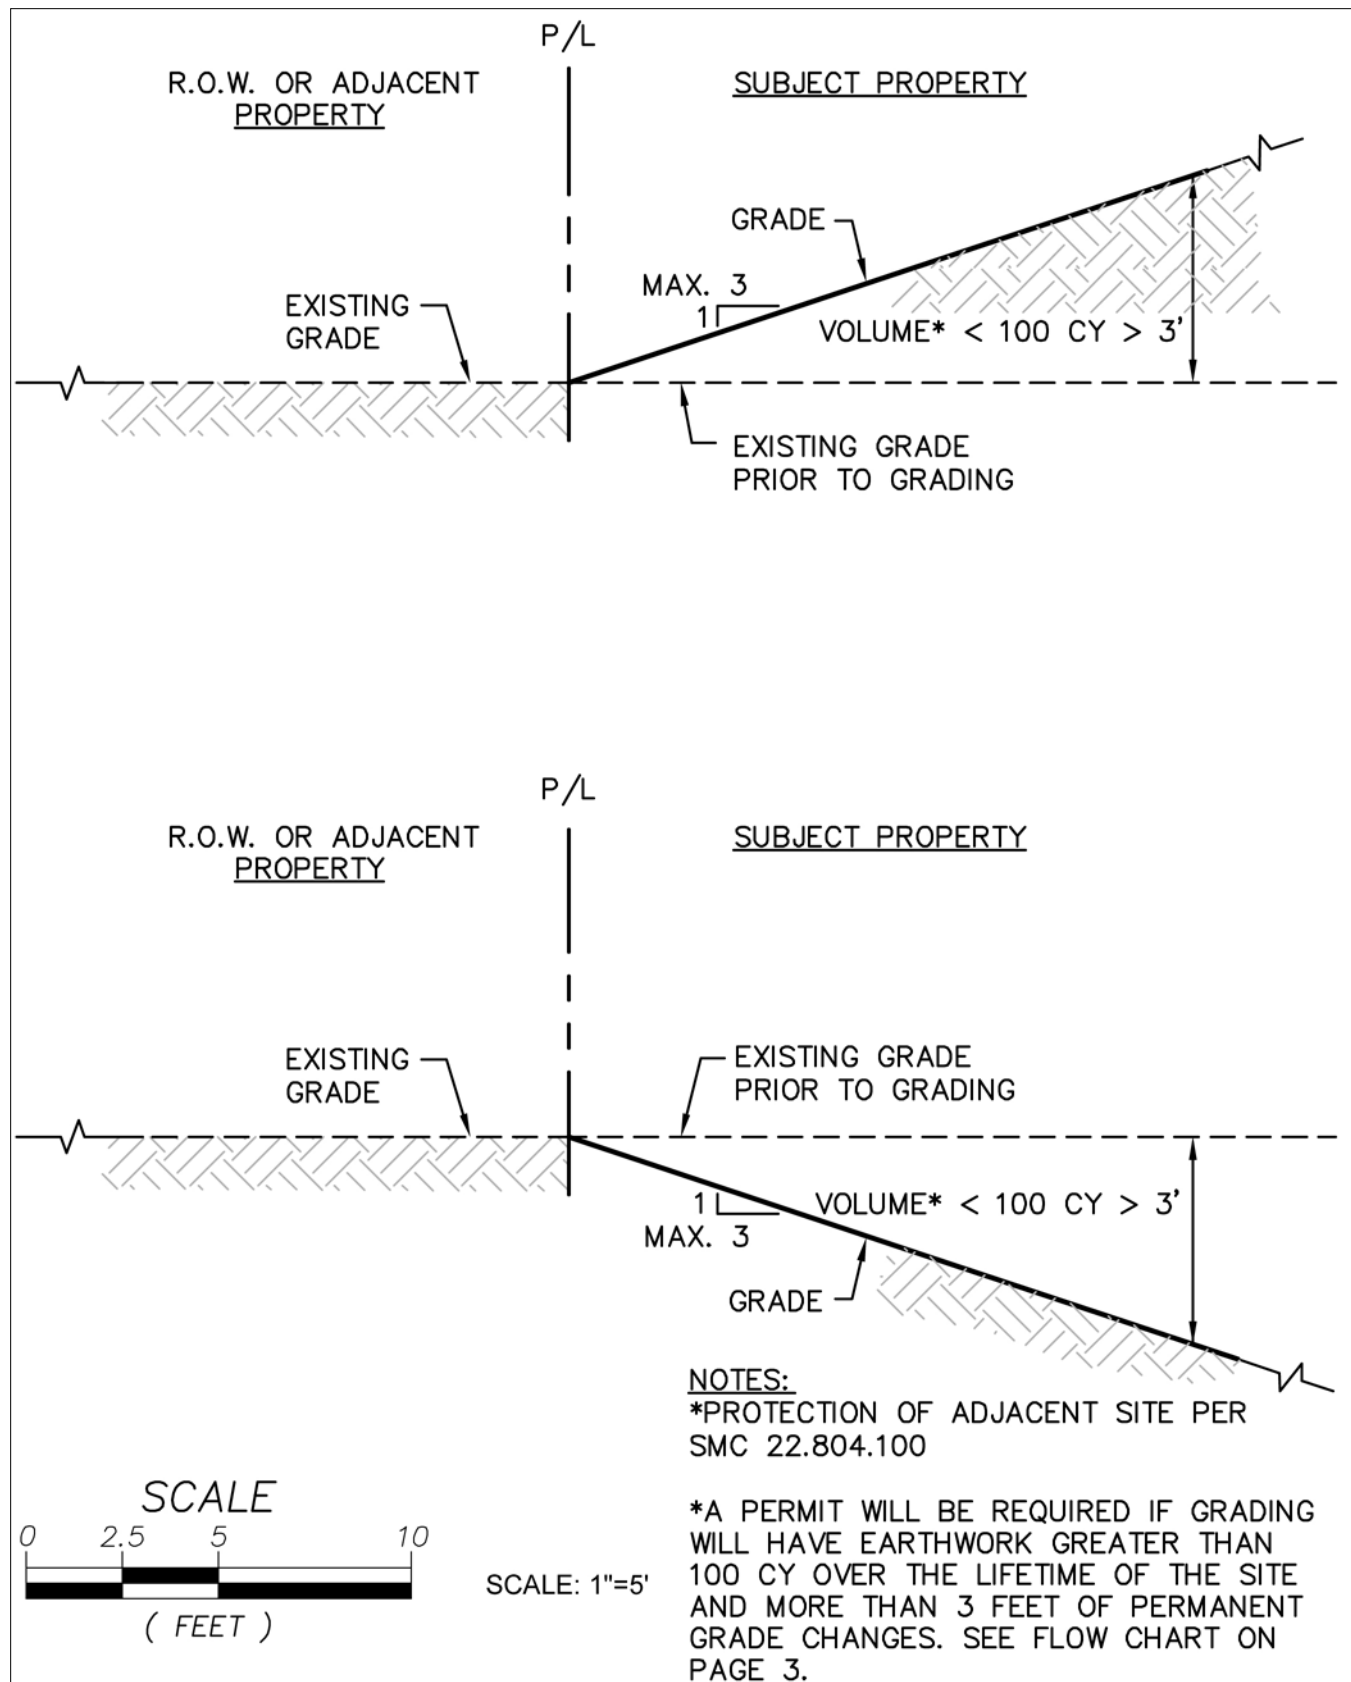 P/L
R.O.W. OR ADJACENT
PROPERTY
SUBJECT PROPERTY
GRADE
MAX. 3
1
EXISTING
GRADE
VOLUME* < 100 CY > 3'
EXISTING GRADE
PRIOR TO GRADING
P/L
R.O.W. OR ADJACENT
PROPERTY
SUBJECT PROPERTY
EXISTING
GRADE
EXISTING GRADE
PRIOR TO GRADING
1
MAX. 3
VOLUME* < 100 CY > 3'
GRADE
NOTES:
*PROTECTION OF ADJACENT SITE PER
SMC 22.804.100
*A PERMIT WILL BE REQUIRED IF GRADING
WILL HAVE EARTHWORK GREATER THAN
100 CY OVER THE LIFETIME OF THE SITE
AND MORE THAN 3 FEET OF PERMANENT
GRADE CHANGES. SEE FLOW CHART ON
PAGE 3.
SCALE
0 2.5 5 10
( FEET )
SCALE: 1"=5'